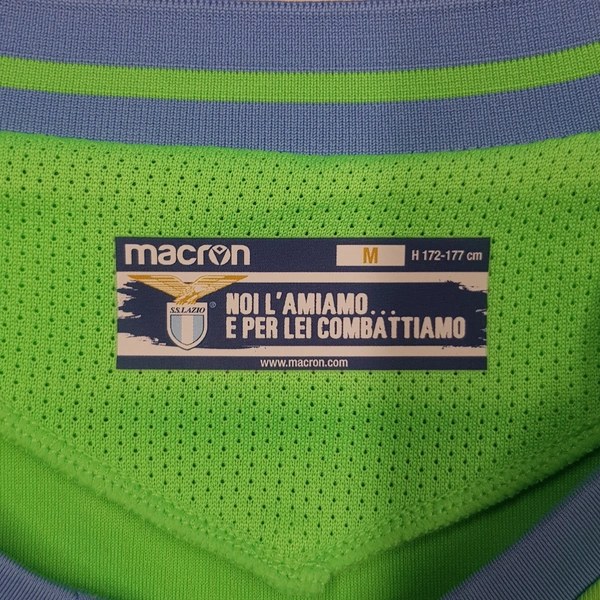 macron
M
H 172-177 cm
S.S.LAZIO
NOI L'AMIAMO...
E PER LEI COMBATTIAMO
www.macron.com